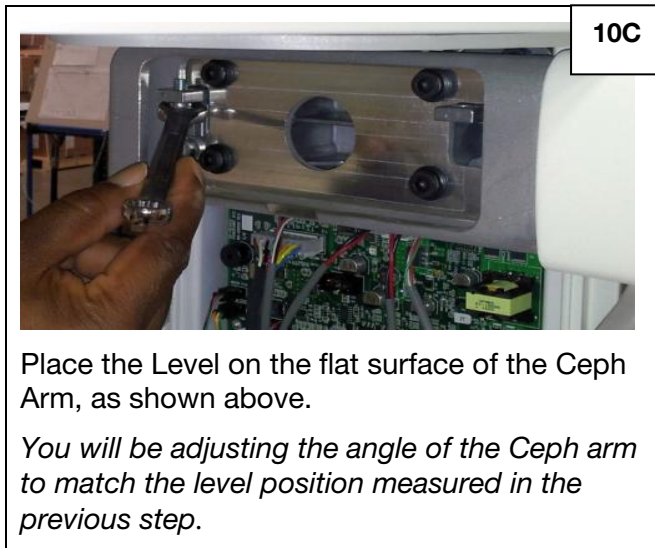 10C
Place the Level on the flat surface of the Ceph
Arm, as shown above.
You will be adjusting the angle of the Ceph arm
to match the level position measured in the
previous step.